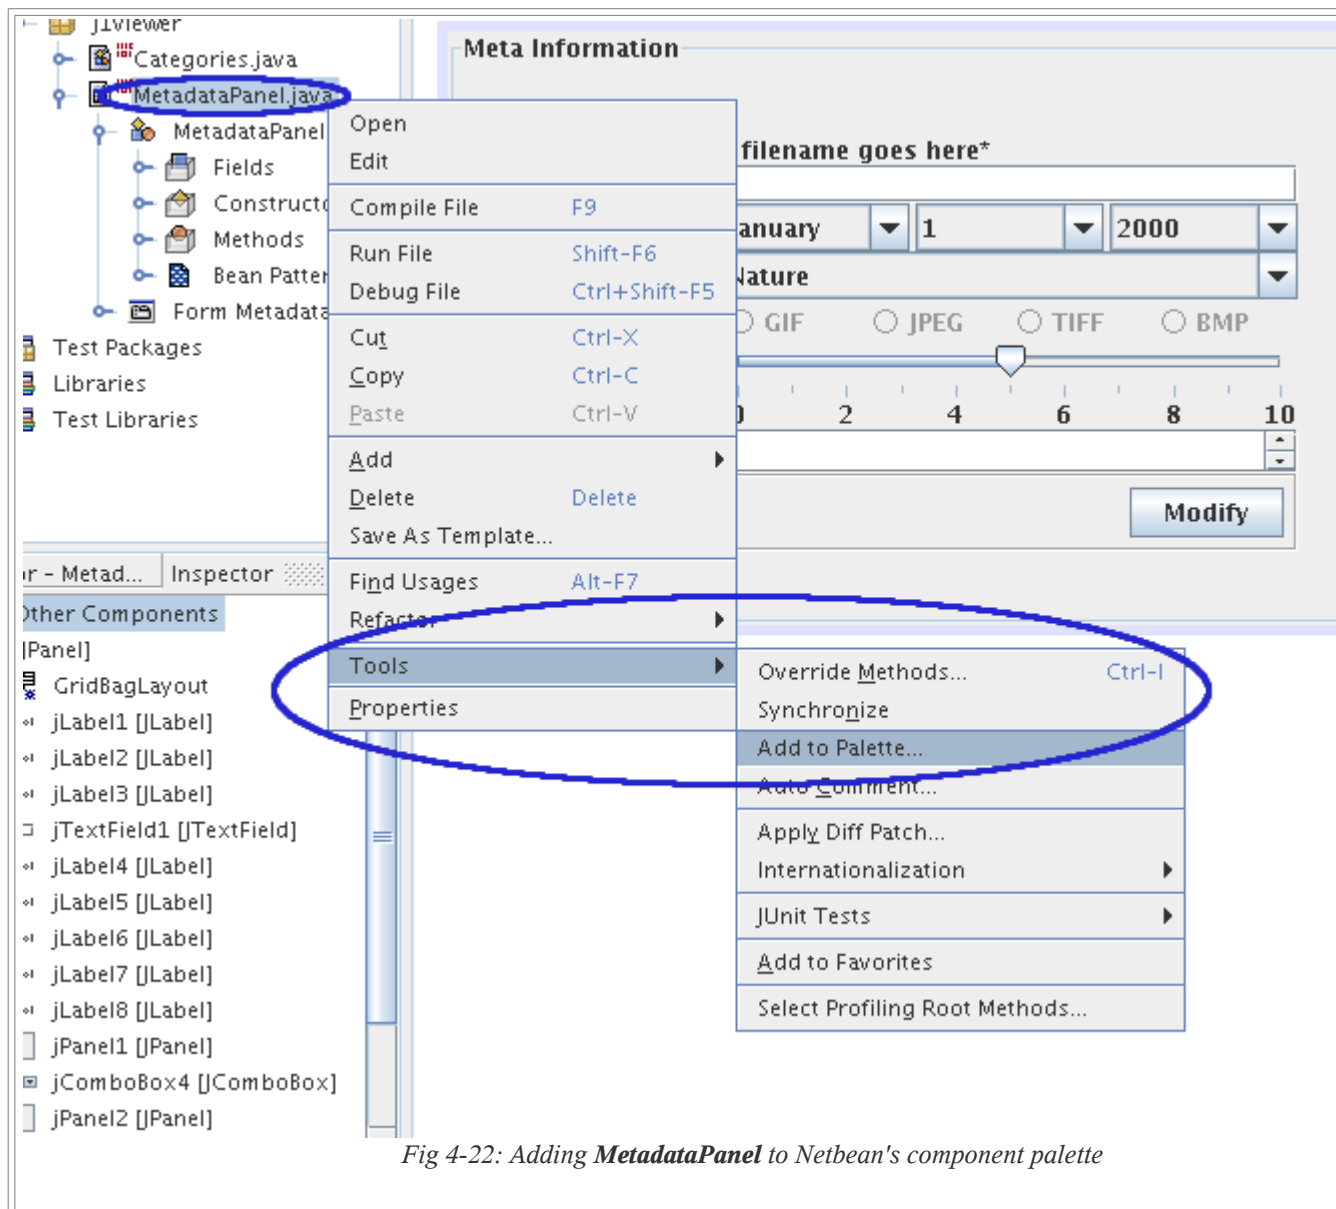 j1Viewer
Categories.java
MetadataPanel.java
MetadataPanel
Fields
Constructo
Methods
Bean Patter
Form Metadata
Test Packages
Libraries
Test Libraries
Meta Information
filename goes here*
anuary 1 2000
Nature
GIF JPEG TIFF BMP
0 2 4 6 8 10
Modify
Open
Edit
Compile File F9
Run File Shift-F6
Debug File Ctrl+Shift-F5
Cut Ctrl-X
Copy Ctrl-C
Paste Ctrl-V
Add
Delete Delete
Save As Template...
Find Usages Alt-F7
Refactor
Tools
Properties
Override Methods... Ctrl-I
Synchronize
Add to Palette...
Auto Comment...
Apply Diff Patch...
Internationalization
JUnit Tests
Add to Favorites
Select Profiling Root Methods...
or - Metad... Inspector
Other Components
[JPanel]
GridBagLayout
jLabel1 [JLabel]
jLabel2 [JLabel]
jLabel3 [JLabel]
jTextField1 [JTextField]
jLabel4 [JLabel]
jLabel5 [JLabel]
jLabel6 [JLabel]
jLabel7 [JLabel]
jLabel8 [JLabel]
jPanel1 [JPanel]
jComboBox4 [JComboBox]
jPanel2 [JPanel]
Fig 4-22: Adding MetadataPanel to Netbean's component palette